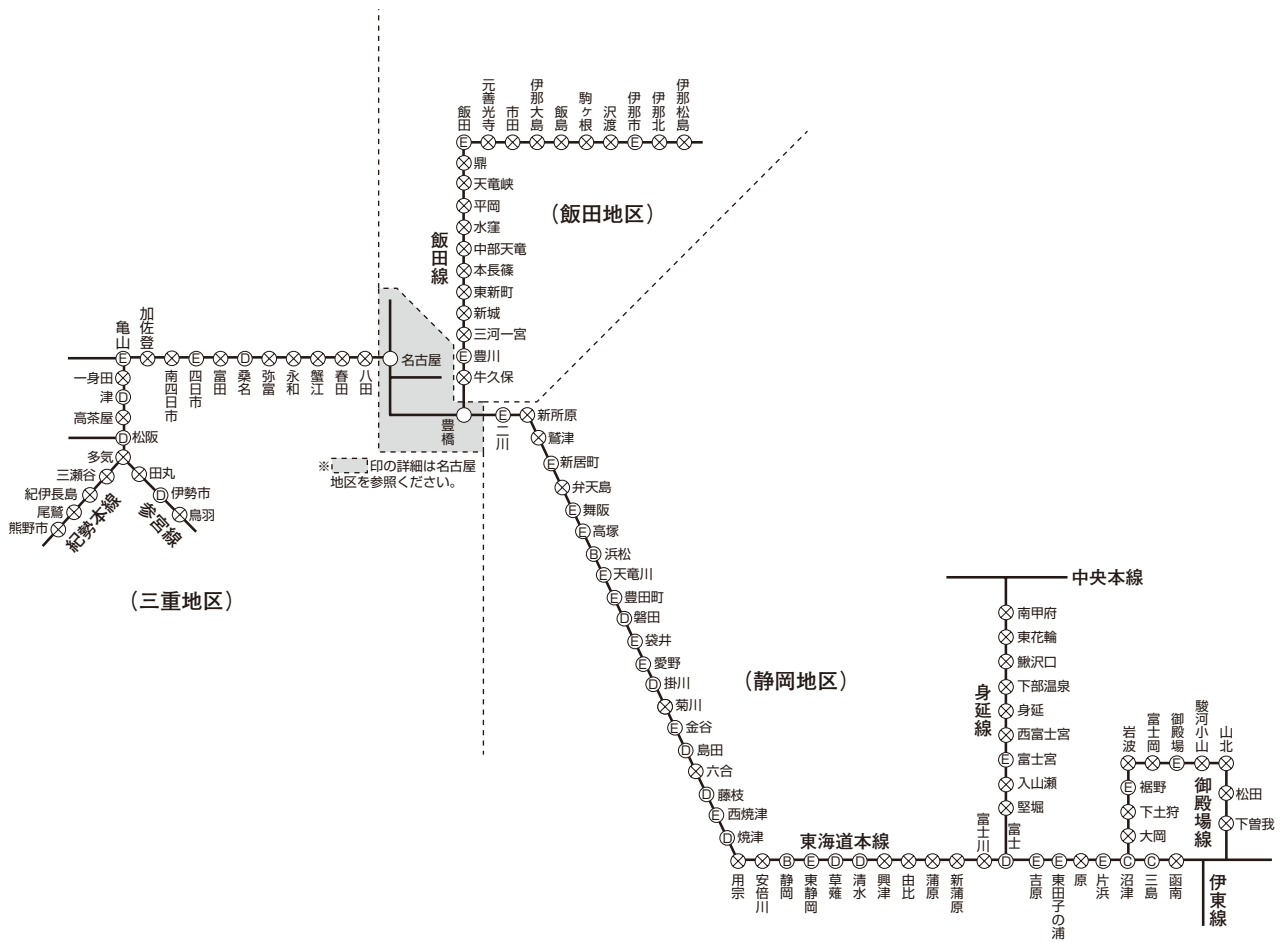 飯田
元善光寺
市田
伊那大島
飯島
駒ヶ根
沢渡
伊那市
伊那北
伊那松島
E
E
鼎
天竜峡
平岡
水窪
中部天竜
本長篠
東新町
新城
三河一宮
E 豊川
牛久保
飯田線
(飯田地区)
亀山
加佐登
E
E
D
南四日市
四日市
富田
桑名
弥富
永和
蟹江
春田
八田
名古屋
一身田
津 D
高茶屋
D 松阪
多気
三瀬谷
紀伊長島
尾鷲
熊野市
紀勢本線
田丸
D 伊勢市
鳥羽
参宮線
(三重地区)
豊橋
※ 印の詳細は名古屋
地区を参照ください。
E
二川
新所原
鷲津
E 新居町
弁天島
E 舞阪
E 高塚
B 浜松
E 天竜川
E 豊田町
D 磐田
E 袋井
E 愛野
D 掛川
菊川
E 金谷
D 島田
六合
D 藤枝
E 西焼津
D 焼津
(静岡地区)
東海道本線
用宗
安倍川
B
静岡
E
東静岡
D
草薙
D
清水
興津
由比
蒲原
新蒲原
富士川
富士
D
E
吉原
E
東田子の浦
原
E
片浜
C
沼津
C
三島
函南
中央本線
南甲府
東花輪
鰍沢口
下部温泉
身延
西富士宮
E 富士宮
入山瀬
竪堀
身延線
岩波
富士岡
御殿場
駿河小山
山北
E
E 裾野
下土狩
大岡
御殿場線
松田
下曽我
伊東線